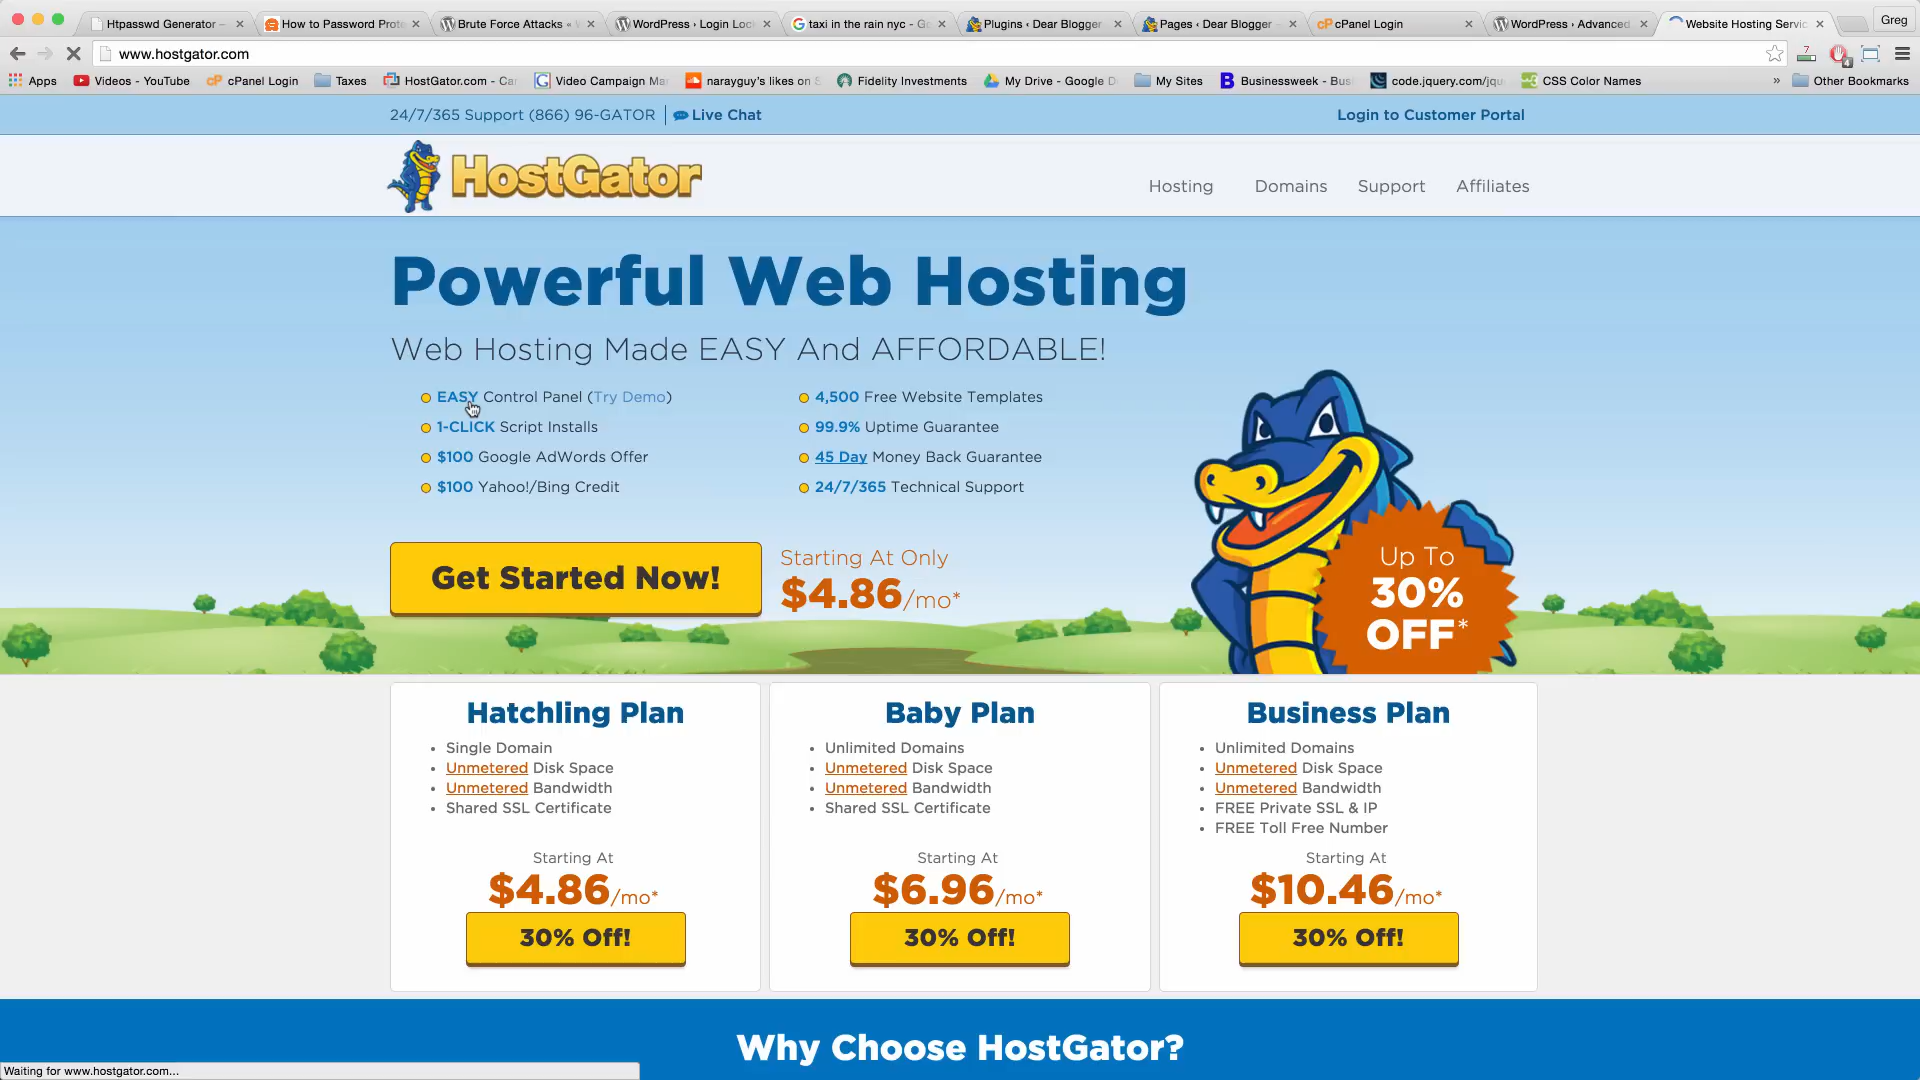 Htpasswd Generator –
How to Password Prote
Brute Force Attacks « W
WordPress › Login Lock
taxi in the rain nyc - Go
Plugins ‹ Dear Blogger
Pages ‹ Dear Blogger
cPanel Login
WordPress › Advanced
Website Hosting Servic
Greg
www.hostgator.com
7
4
Apps
Videos - YouTube
cPanel Login
Taxes
HostGator.com - Ca
Video Campaign Ma
narayguy's likes on S
Fidelity Investments
My Drive - Google D
My Sites
Businessweek - Bus
code.jquery.com/jqu
CSS Color Names
» Other Bookmarks
24/7/365 Support (866) 96-GATOR
Live Chat
Login to Customer Portal
HostGator
Hosting
Domains
Support
Affiliates
Powerful Web Hosting
Web Hosting Made EASY And AFFORDABLE!
EASY Control Panel (Try Demo)
1-CLICK Script Installs
$100 Google AdWords Offer
$100 Yahoo!/Bing Credit
4,500 Free Website Templates
99.9% Uptime Guarantee
45 Day Money Back Guarantee
24/7/365 Technical Support
Get Started Now!
Starting At Only
$4.86/mo*
Up To
30%
OFF*
Hatchling Plan
• Single Domain
• Unmetered Disk Space
• Unmetered Bandwidth
• Shared SSL Certificate
Starting At
$4.86/mo*
30% Off!
Baby Plan
• Unlimited Domains
• Unmetered Disk Space
• Unmetered Bandwidth
• Shared SSL Certificate
Starting At
$6.96/mo*
30% Off!
Business Plan
• Unlimited Domains
• Unmetered Disk Space
• Unmetered Bandwidth
• FREE Private SSL & IP
• FREE Toll Free Number
Starting At
$10.46/mo*
30% Off!
Why Choose HostGator?
Waiting for www.hostgator.com...